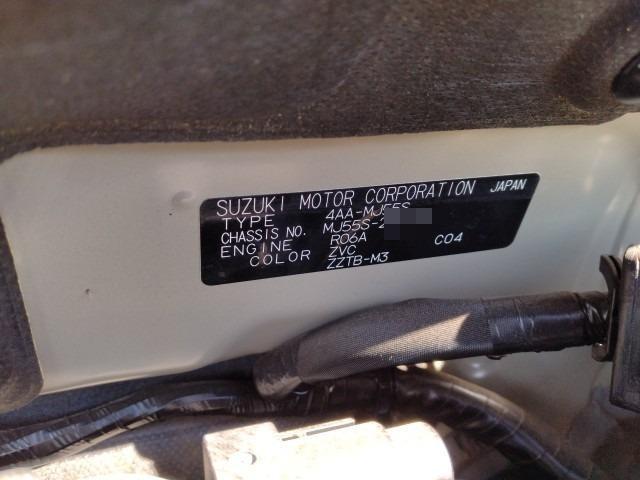 SUZUKI MOTOR CORPORATION JAPAN
TYPE 4AA-MJ55S
CHASSIS NO. MJ55S-2
ENGINE R06A C04
COLOR ZVC
ZZTB-M3